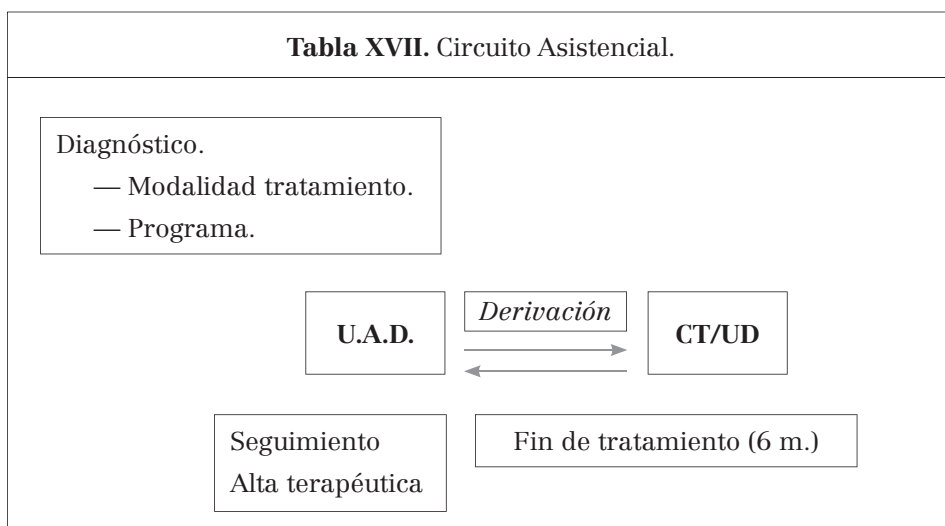 Tabla XVII. Circuito Asistencial.
Diagnóstico.
— Modalidad tratamiento.
— Programa.
U.A.D.
Derivación
CT/UD
Seguimiento
Alta terapéutica
Fin de tratamiento (6 m.)